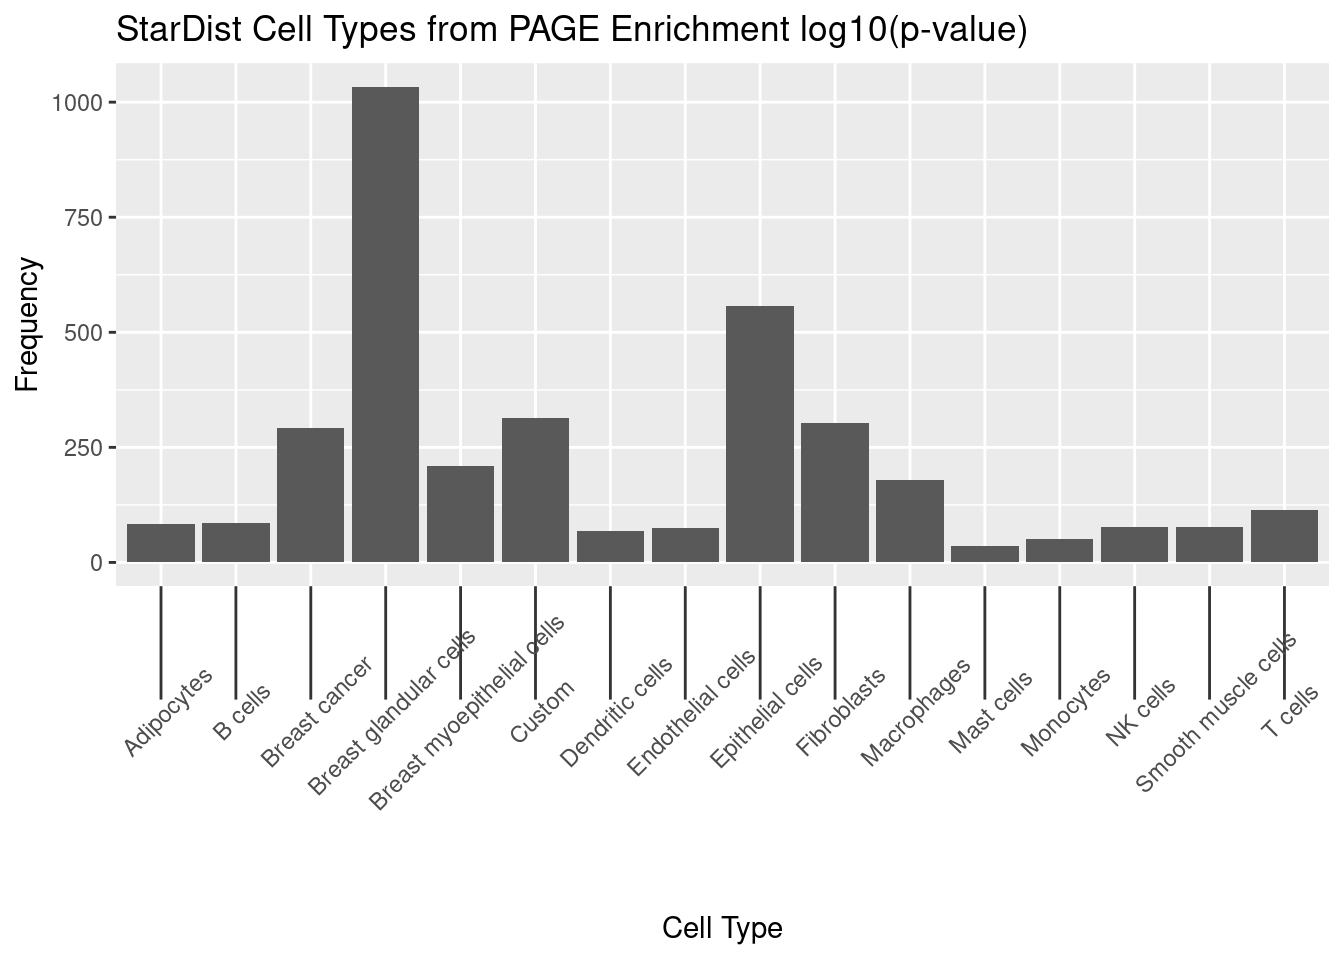 StarDist Cell Types from PAGE Enrichment log10(p-value)
Frequency
1000
750
500
250
0
Adipocytes
B cells
Breast cancer
Breast glandular cells
Breast myoepithelial cells
Custom
Dendritic cells
Endothelial cells
Epithelial cells
Fibroblasts
Macrophages
Mast cells
Monocytes
NK cells
Smooth muscle cells
T cells
Cell Type